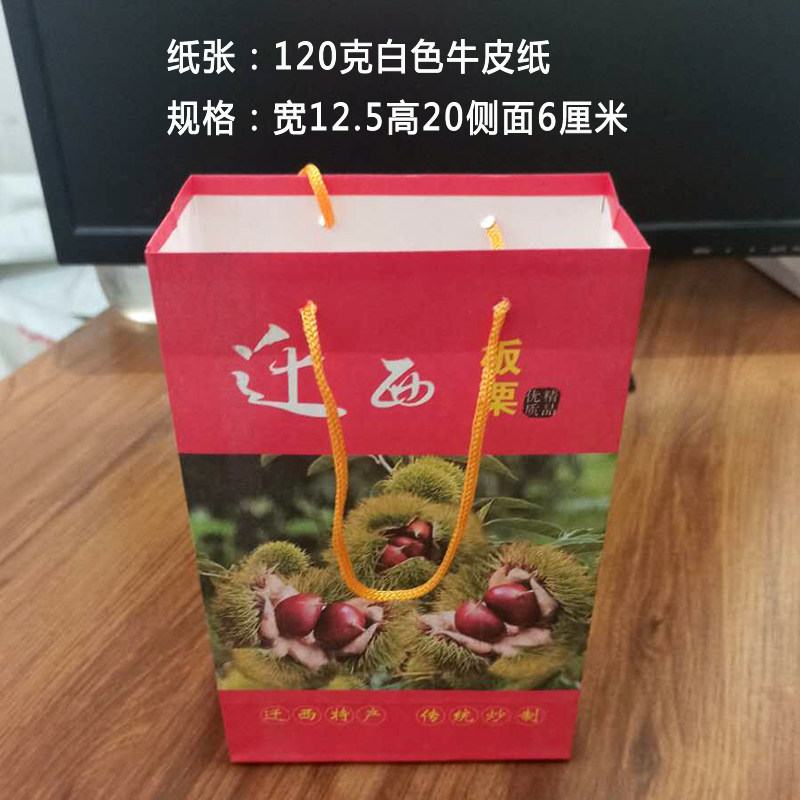 纸张：120克白色牛皮纸
规格：宽12.5高20侧面6厘米
迁西
板栗
精品
优质
迁西特产 传统炒制